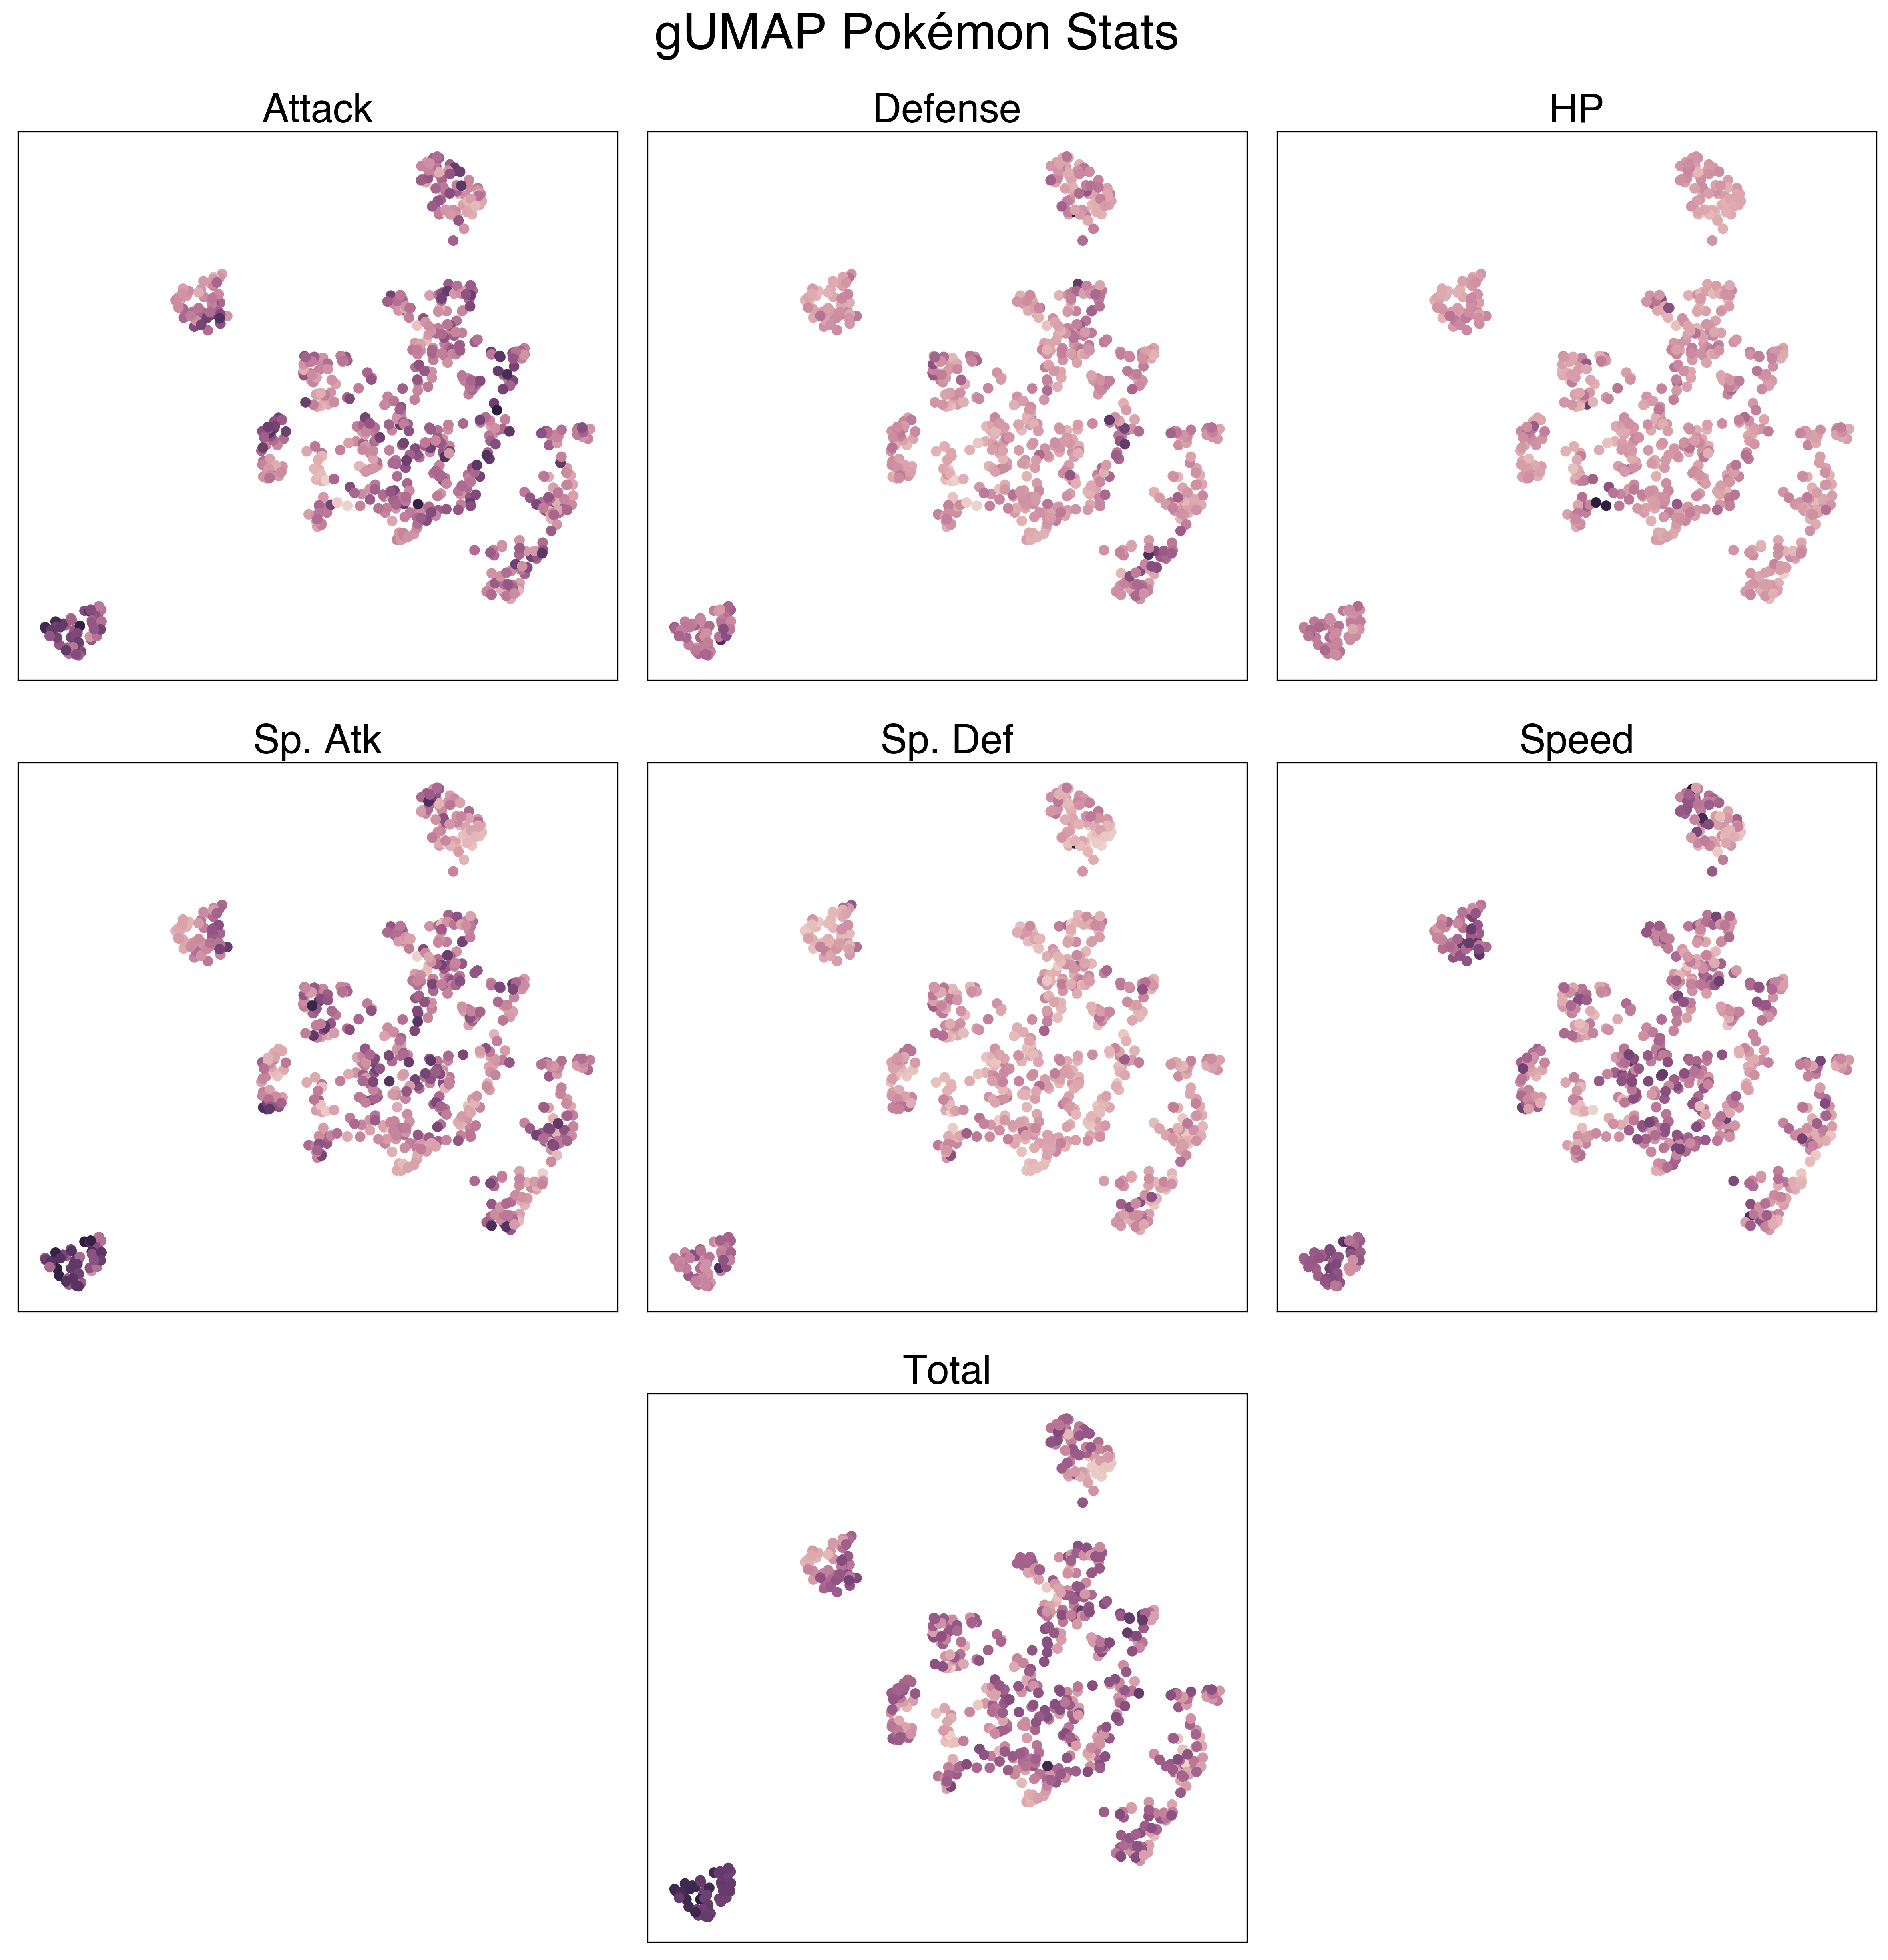 gUMAP Pokémon Stats
Attack
Defense
HP
Sp. Atk
Sp. Def
Speed
Total